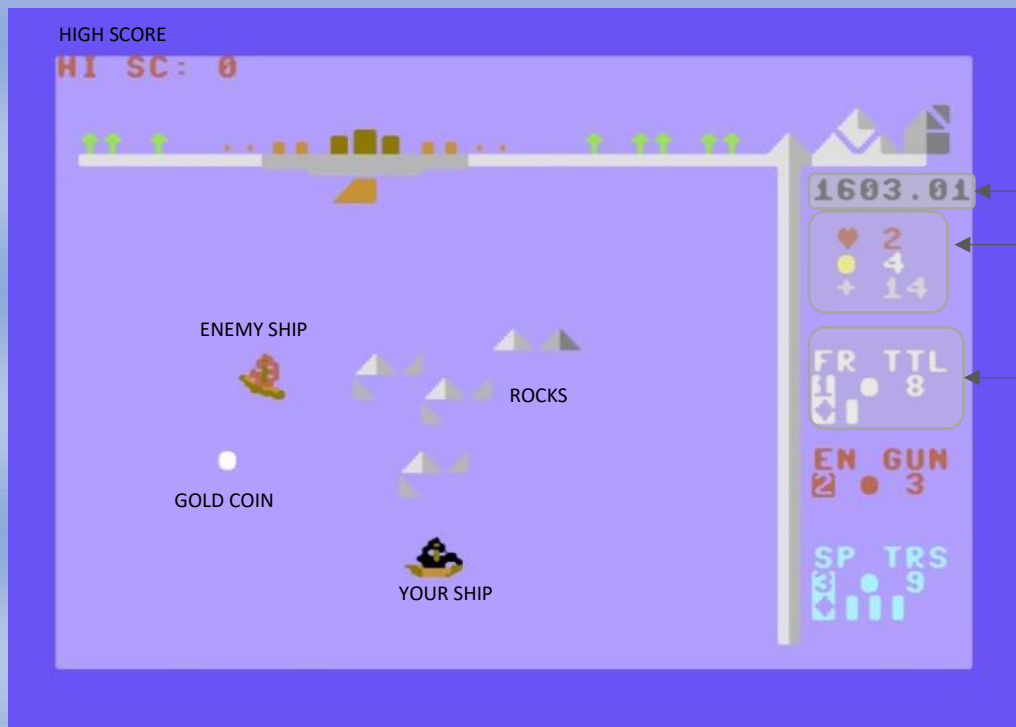 HIGH SCORE
HI SC: 0
1603.01
♥ 2
● 4
+ 14
ENEMY SHIP
ROCKS
FR TTL
1 ● 8
GOLD COIN
EN GUN
2 ● 3
YOUR SHIP
SP TRS
3 ● 9